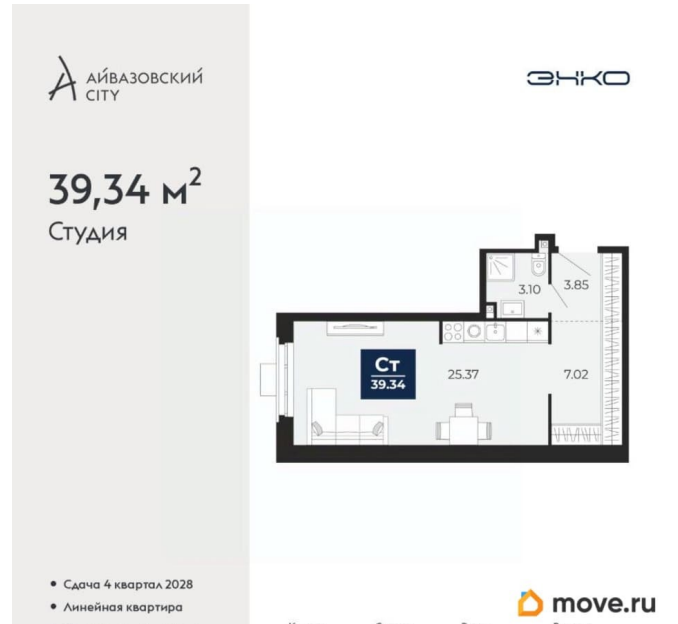 АЙВАЗОВСКИЙ
CITY
ЭНКО
39,34 м²
Студия
3.10
3.85
Ст
39.34
25.37
7.02
• Сдача 4 квартал 2028
• Линейная квартира
move.ru